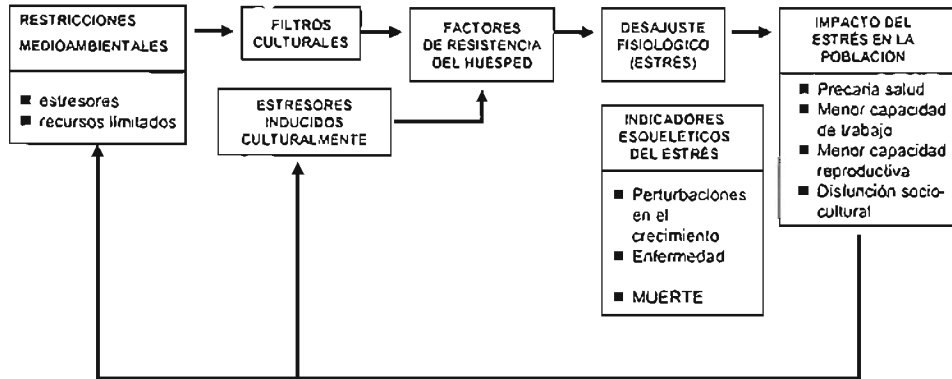 RESTRICCIONES
MEDIOAMBIENTALES
■ estresores
■ recursos limitados
FILTROS
CULTURALES
ESTRESORES
INDUCIDOS
CULTURALMENTE
FACTORES
DE RESISTENCIA
DEL HUESPED
DESAJUSTE
FISIOLÓGICO
(ESTRÉS)
INDICADORES
ESQUELÉTICOS
DEL ESTRÉS
■ Perturbaciones
en el
crecimiento
■ Enfermedad
■ MUERTE
IMPACTO DEL
ESTRÉS EN LA
POBLACIÓN
■ Precaria salud
■ Menor capacidad
de trabajo
■ Menor capacidad
reproductiva
■ Disfunción socio-
cultural